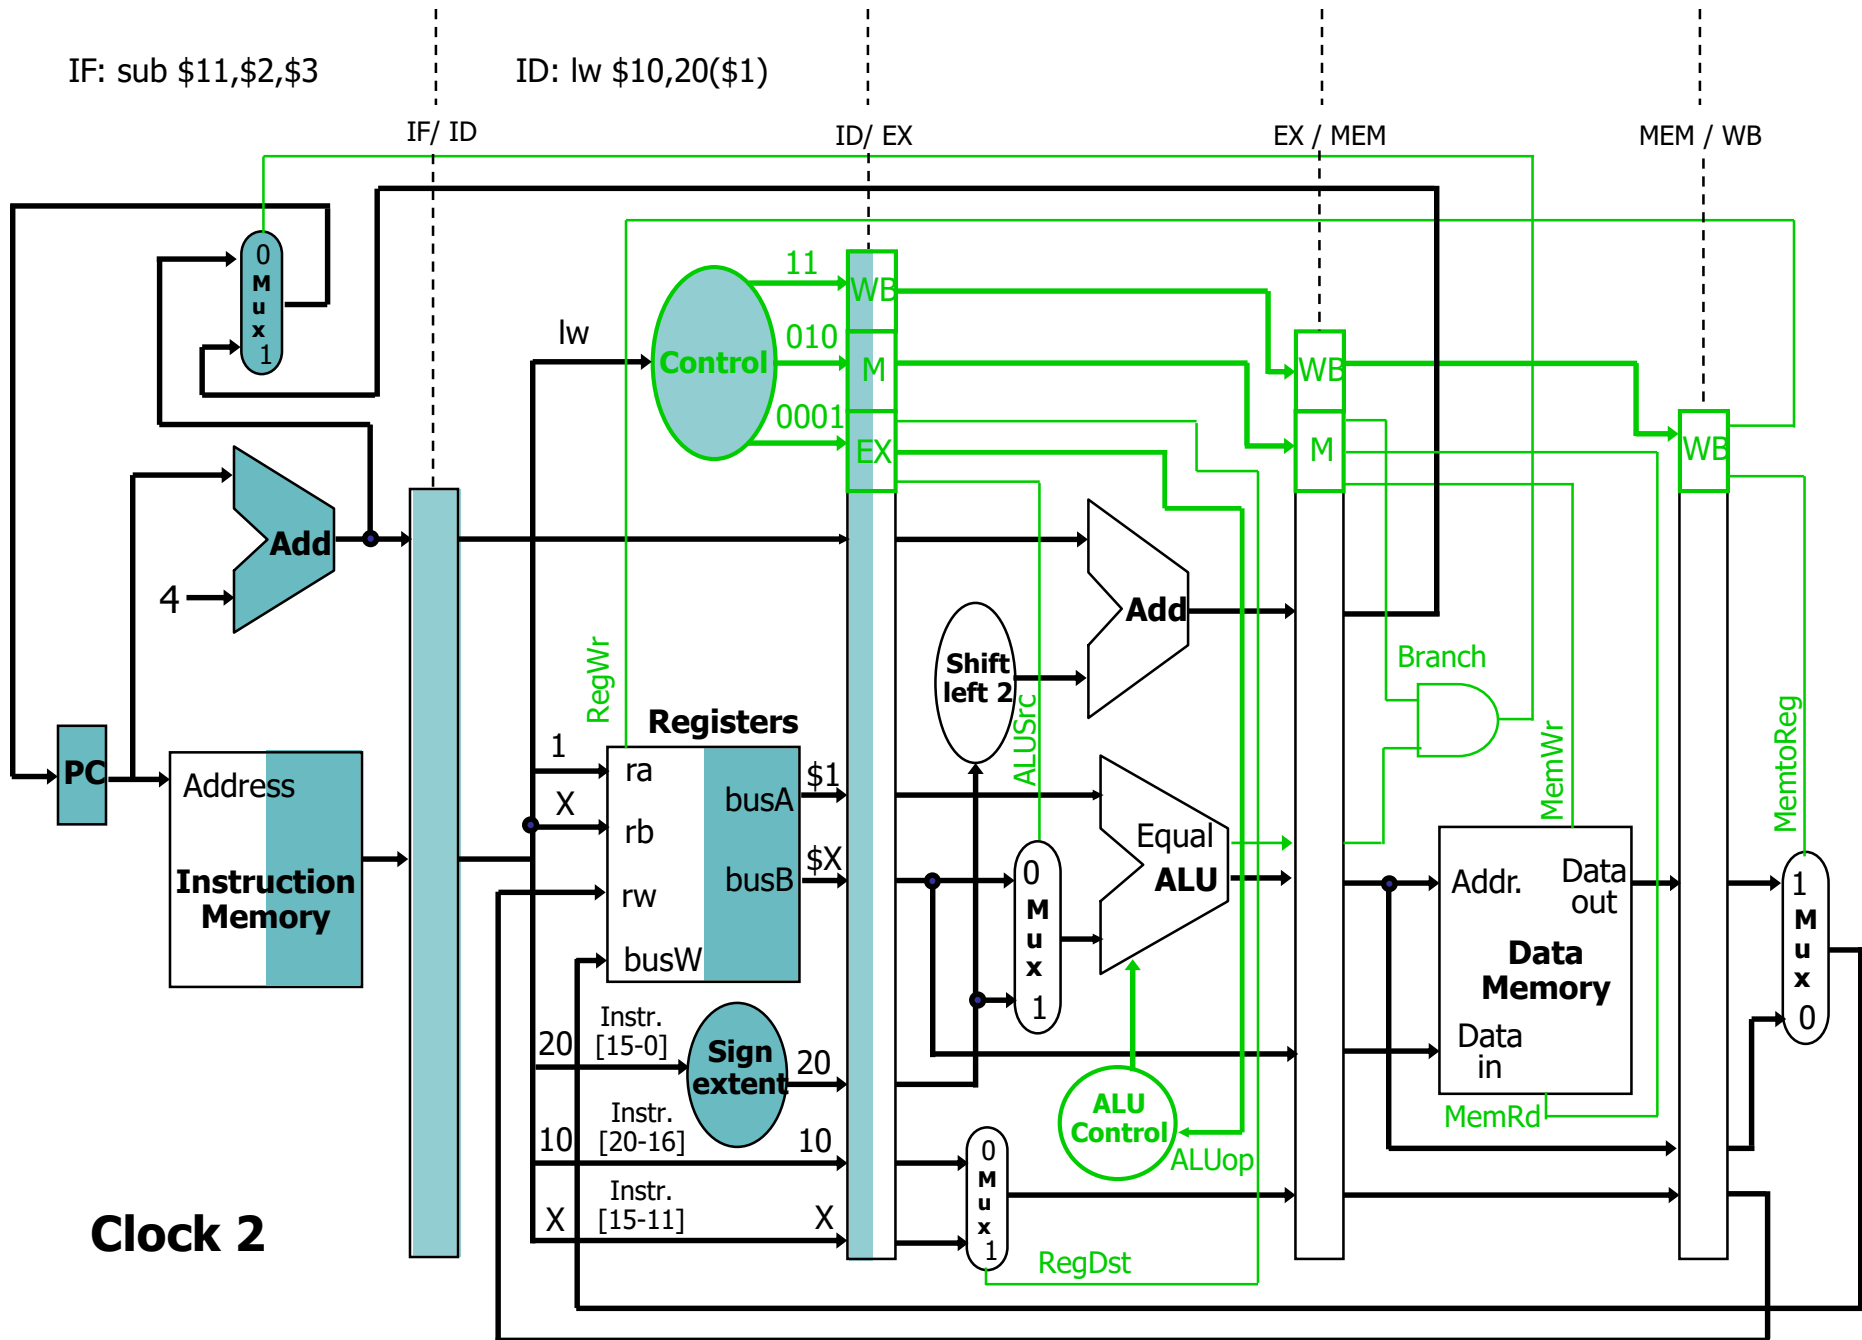 IF: sub $11,$2,$3
ID: lw $10,20($1)
IF/ ID
ID/ EX
EX / MEM
MEM / WB
0
M
u
x
1
11
WB
lw
Control
010
M
0001
EX
WB
M
WB
Add
4
Add
Shift
left 2
Branch
RegWr
ALUSrc
MemWr
MemtoReg
Registers
PC
Address
Instruction
Memory
1
ra
$1
busA
X
rb
$X
busB
rw
busW
Equal
ALU
0
M
u
x
1
Addr.
Data
out
Data
Memory
Data
in
MemRd
1
M
u
x
0
Instr.
[15-0]
20
Sign
extent
20
ALU
Control
ALUop
Instr.
[20-16]
10
10
Instr.
[15-11]
X
X
0
M
u
x
1
RegDst
Clock 2